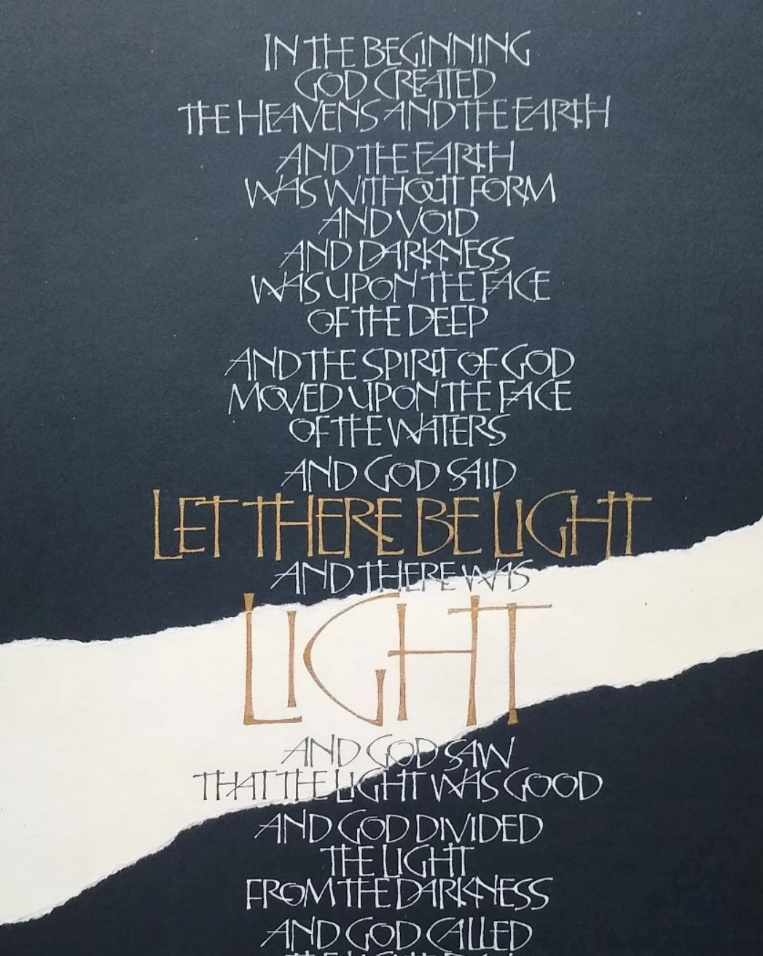 IN THE BEGINNING
GOD CREATED
THE HEAVENS AND THE EARTH
AND THE EARTH
WAS WITHOUT FORM
AND VOID
AND DARKNESS
WAS UPON THE FACE
OF THE DEEP
AND THE SPIRIT OF GOD
MOVED UPON THE FACE
OF THE WATERS
AND GOD SAID
LET THERE BE LIGHT
AND THERE WAS
LIGHT
AND GOD SAW
THAT THE LIGHT WAS GOOD
AND GOD DIVIDED
THE LIGHT
FROM THE DARKNESS
AND GOD CALLED